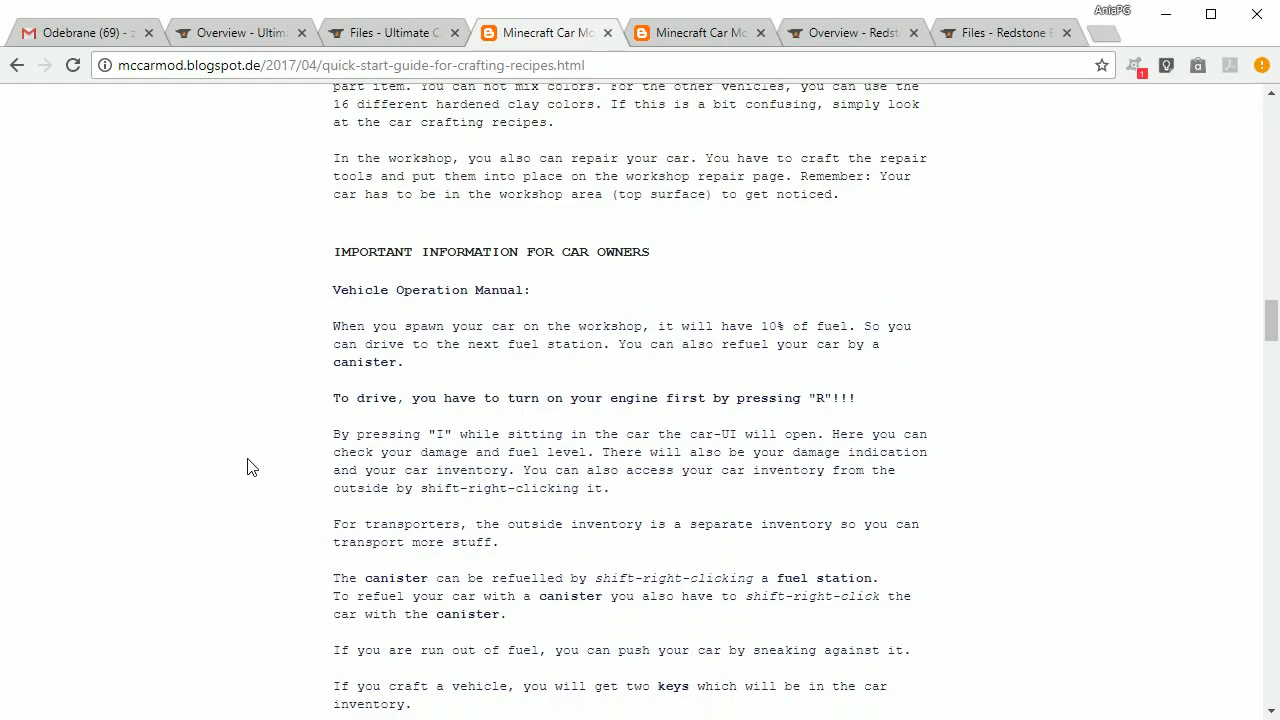 AniaPG
Odebrane (69) - z
Overview - Ultim
Files - Ultimate C
Minecraft Car Mo
Minecraft Car Mo
Overview - Redst
Files - Redstone
mccarmod.blogspot.de/2017/04/quick-start-guide-for-crafting-recipes.html
1
part item. You can not mix colors. For the other vehicles, you can use the
16 different hardened clay colors. If this is a bit confusing, simply look
at the car crafting recipes.
In the workshop, you also can repair your car. You have to craft the repair
tools and put them into place on the workshop repair page. Remember: Your
car has to be in the workshop area (top surface) to get noticed.
IMPORTANT INFORMATION FOR CAR OWNERS
Vehicle Operation Manual:
When you spawn your car on the workshop, it will have 10% of fuel. So you
can drive to the next fuel station. You can also refuel your car by a
canister.
To drive, you have to turn on your engine first by pressing "R"!!!
By pressing "I" while sitting in the car the car-UI will open. Here you can
check your damage and fuel level. There will also be your damage indication
and your car inventory. You can also access your car inventory from the
outside by shift-right-clicking it.
For transporters, the outside inventory is a separate inventory so you can
transport more stuff.
The canister can be refuelled by shift-right-clicking a fuel station.
To refuel your car with a canister you also have to shift-right-click the
car with the canister.
If you are run out of fuel, you can push your car by sneaking against it.
If you craft a vehicle, you will get two keys which will be in the car
inventory.